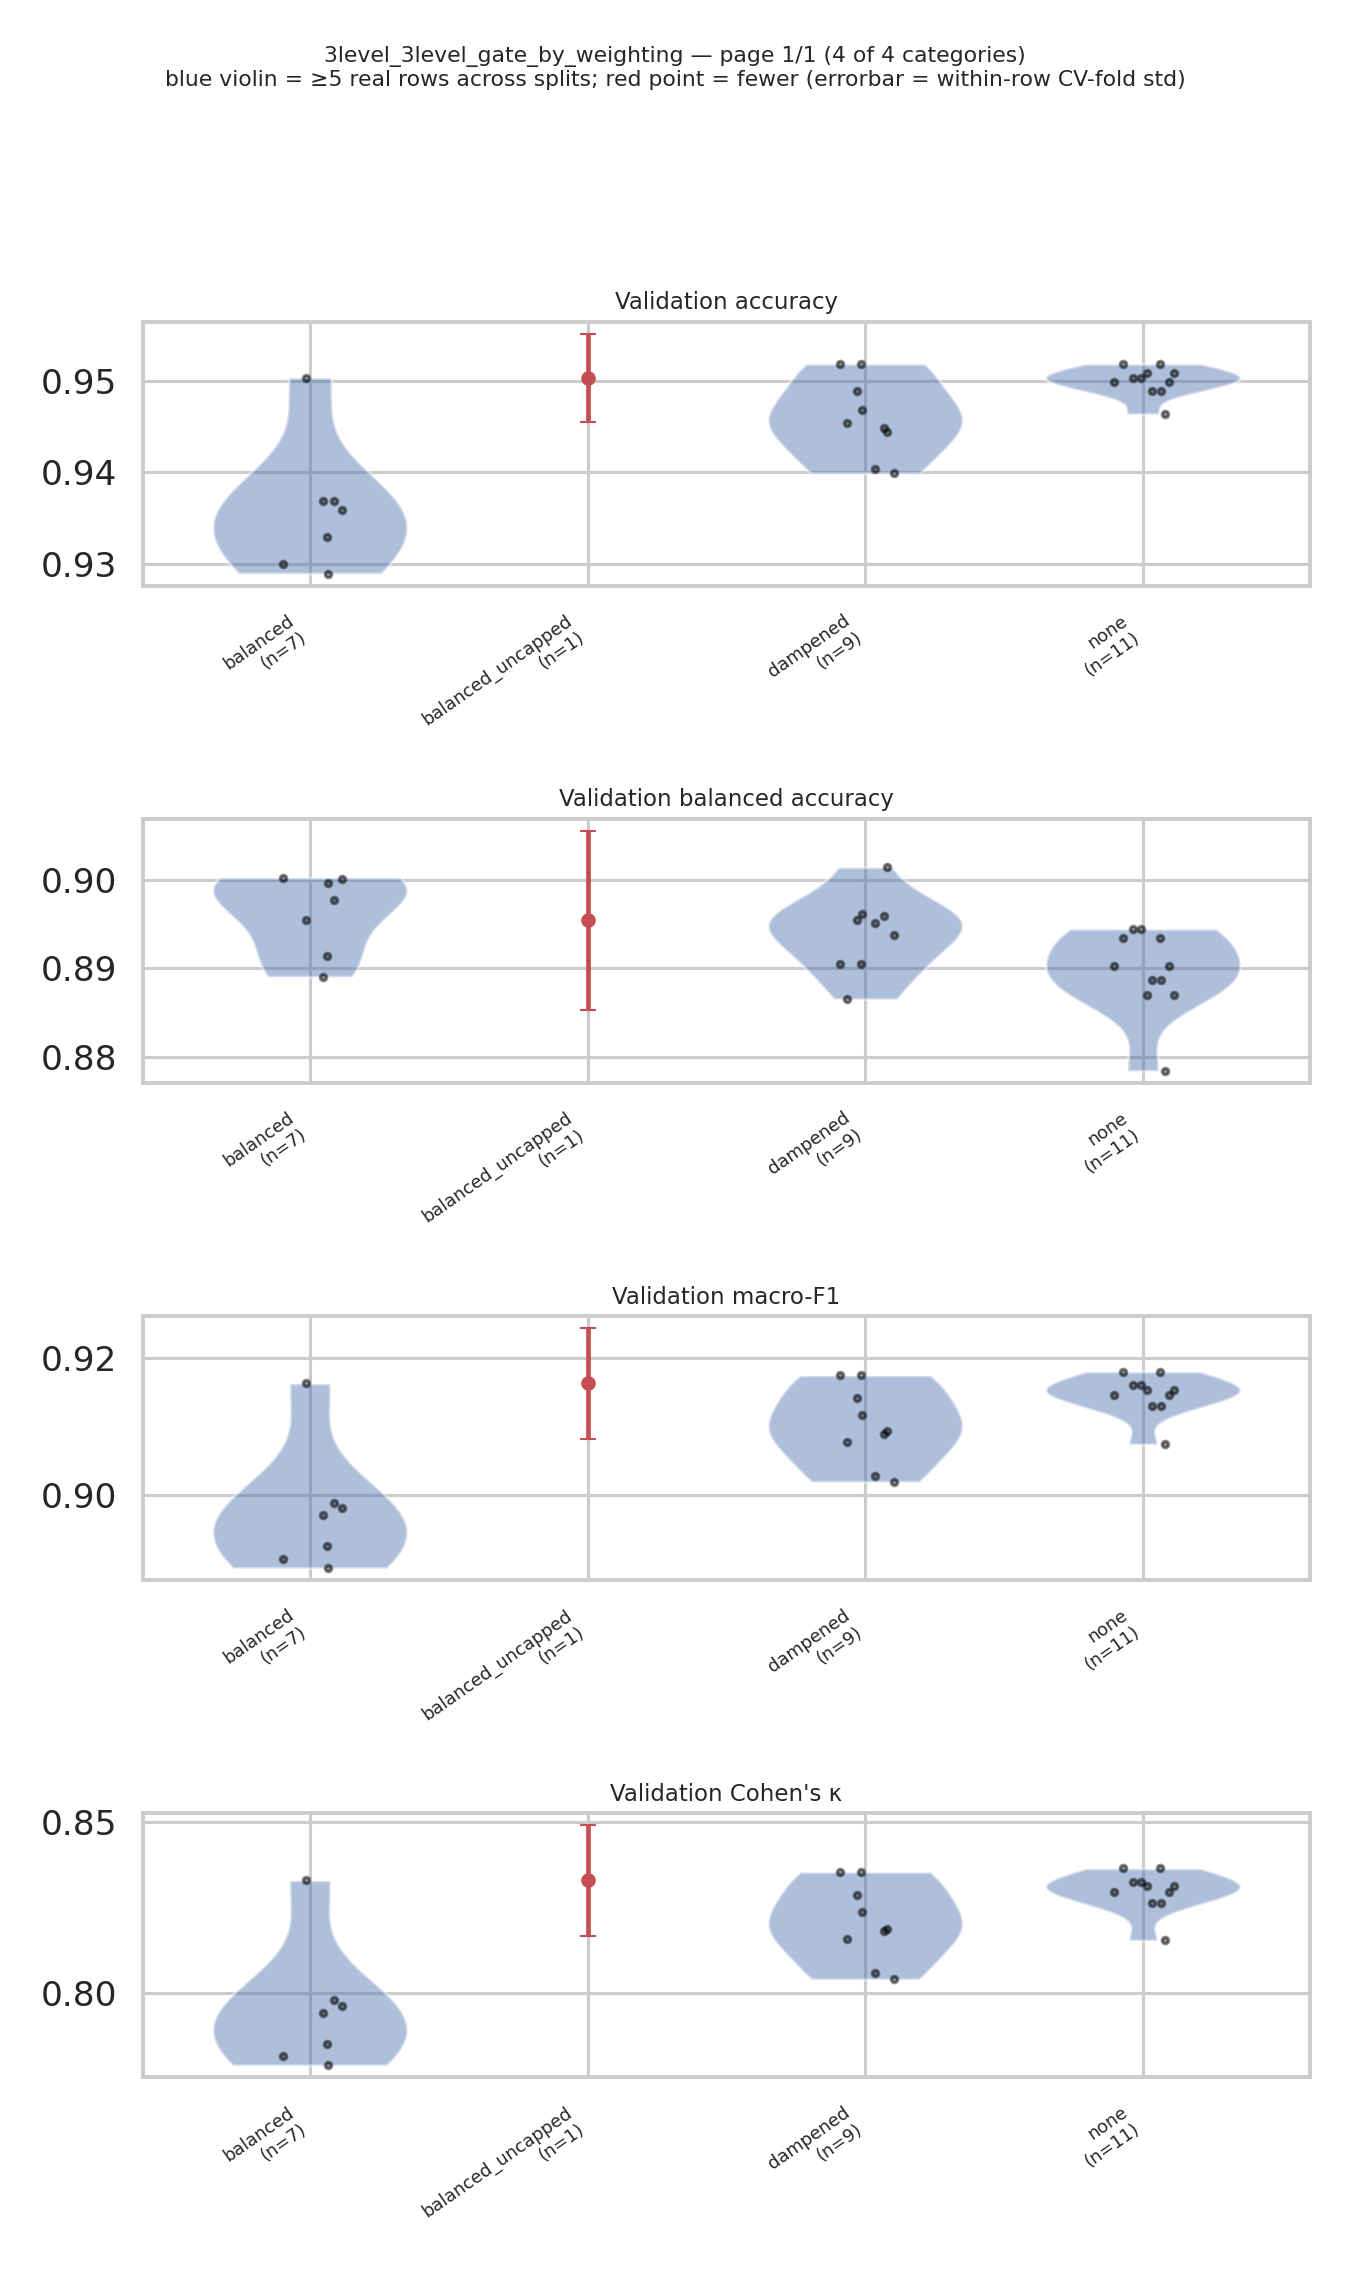 3level_3level_gate_by_weighting — page 1/1 (4 of 4 categories)
blue violin = ≥5 real rows across splits; red point = fewer (errorbar = within-row CV-fold std)
Validation accuracy
0.95
0.94
0.93
balanced
(n=7)
balanced_uncapped
(n=1)
dampened
(n=9)
none
(n=11)
Validation balanced accuracy
0.90
0.89
0.88
balanced
(n=7)
balanced_uncapped
(n=1)
dampened
(n=9)
none
(n=11)
Validation macro-F1
0.92
0.90
balanced
(n=7)
balanced_uncapped
(n=1)
dampened
(n=9)
none
(n=11)
Validation Cohen's κ
0.85
0.80
balanced
(n=7)
balanced_uncapped
(n=1)
dampened
(n=9)
none
(n=11)